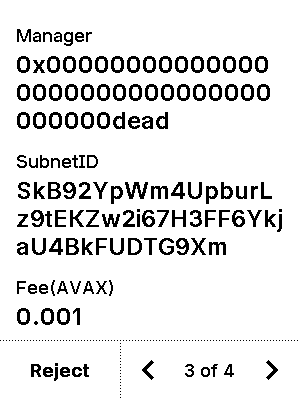 Manager
0x00000000000000
0000000000000000
000000dead
SubnetID
SkB92YpWm4UpburL
z9tEKZw2i67H3FF6Ykj
aU4BkFUDTG9Xm
Fee(AVAX)
0.001
Reject
3 of 4